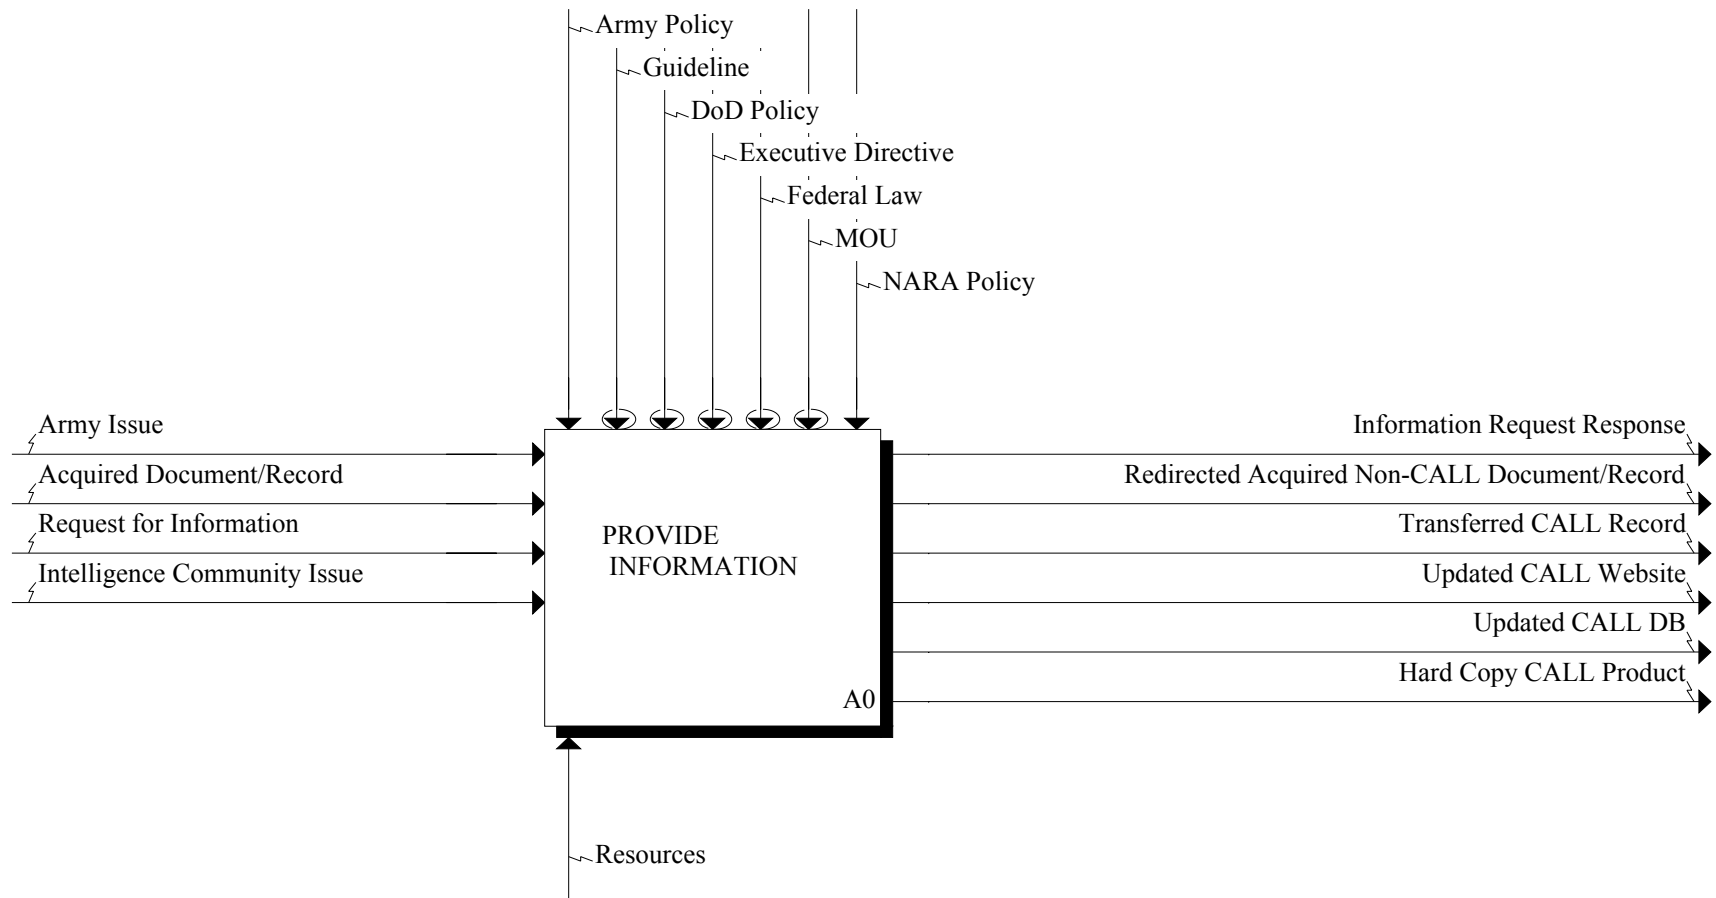 Army Policy
Guideline
DoD Policy
Executive Directive
Federal Law
MOU
NARA Policy
Army Issue
Acquired Document/Record
Request for Information
Intelligence Community Issue
PROVIDE
INFORMATION
A0
Information Request Response
Redirected Acquired Non-CALL Document/Record
Transferred CALL Record
Updated CALL Website
Updated CALL DB
Hard Copy CALL Product
Resources